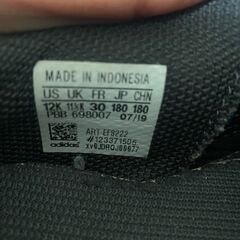 MADE IN INDONESIA
US UK FR JP CHN
12K 11½K 30 180 180
PBB 698007 07/19
ART EF9222
#123371505
adidas